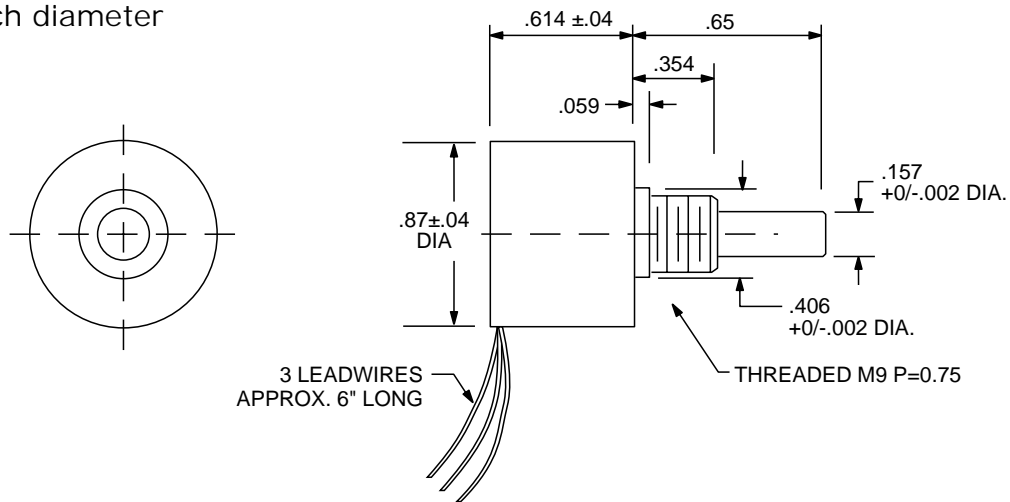 ch diameter
.614 ±.04
.65
.354
.059
.157
+0/-.002 DIA.
.87±.04
DIA
.406
+0/-.002 DIA.
3 LEADWIRES
APPROX. 6" LONG
THREADED M9 P=0.75